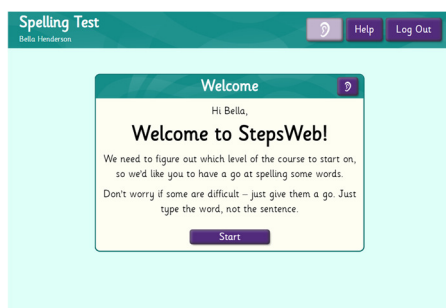 Spelling Test
Bella Henderson
Help
Log Out
Welcome
Hi Bella,
Welcome to StepsWeb!
We need to figure out which level of the course to start on,
so we'd like you to have a go at spelling some words.
Don't worry if some are difficult – just give them a go. Just
type the word, not the sentence.
Start